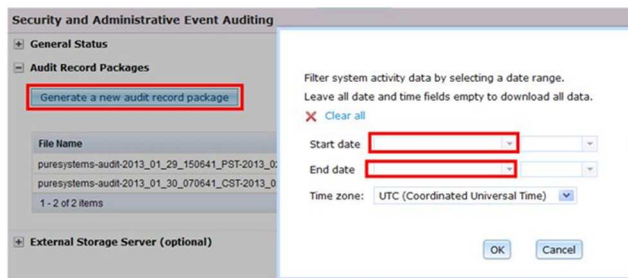 Security and Administrative Event Auditing
General Status
Audit Record Packages
Generate a new audit record package
File Name
puresystems-audit-2013_01_29_150641_PST-2013_02
puresystems-audit-2013_01_30_070641_CST-2013_0
1 - 2 of 2 items
External Storage Server (optional)
Filter system activity data by selecting a date range.
Leave all date and time fields empty to download all data.
Clear all
Start date
End date
Time zone: UTC (Coordinated Universal Time)
OK Cancel